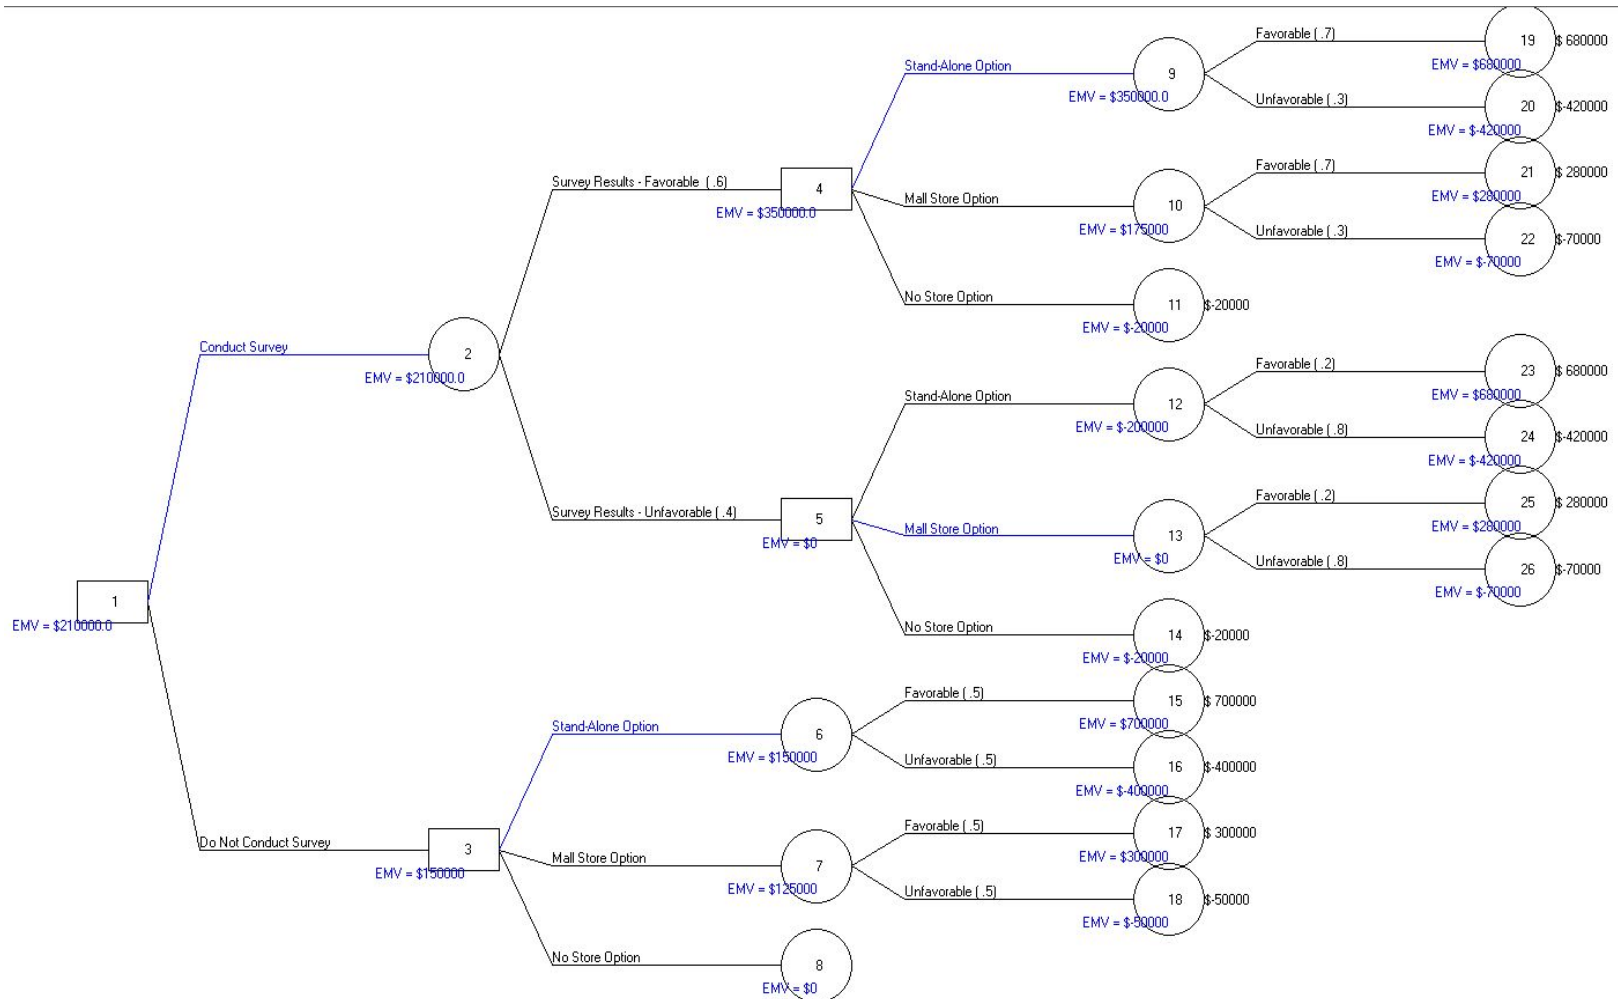 Favorable ( .7)
19
$ 680000
EMV = $680000
Stand-Alone Option
9
EMV = $350000.0
Unfavorable ( .3)
20
$-420000
EMV = $-420000
Survey Results - Favorable ( .6)
4
EMV = $350000.0
Mall Store Option
10
EMV = $175000
Favorable ( .7)
21
$ 280000
EMV = $280000
Unfavorable ( .3)
22
$-70000
EMV = $-70000
No Store Option
11
$-20000
EMV = $-20000
Conduct Survey
2
EMV = $210000.0
Stand-Alone Option
12
EMV = $-200000
Favorable ( .2)
23
$ 680000
EMV = $680000
Unfavorable ( .8)
24
$-420000
EMV = $-420000
Survey Results - Unfavorable ( .4)
5
EMV = $0
Mall Store Option
13
EMV = $0
Favorable ( .2)
25
$ 280000
EMV = $280000
Unfavorable ( .8)
26
$-70000
EMV = $-70000
No Store Option
14
$-20000
EMV = $-20000
1
EMV = $210000.0
Stand-Alone Option
6
EMV = $150000
Favorable ( .5)
15
$ 700000
EMV = $700000
Unfavorable ( .5)
16
$-400000
EMV = $-400000
Do Not Conduct Survey
3
EMV = $150000
Mall Store Option
7
EMV = $125000
Favorable ( .5)
17
$ 300000
EMV = $300000
Unfavorable ( .5)
18
$-50000
EMV = $-50000
No Store Option
8
EMV = $0